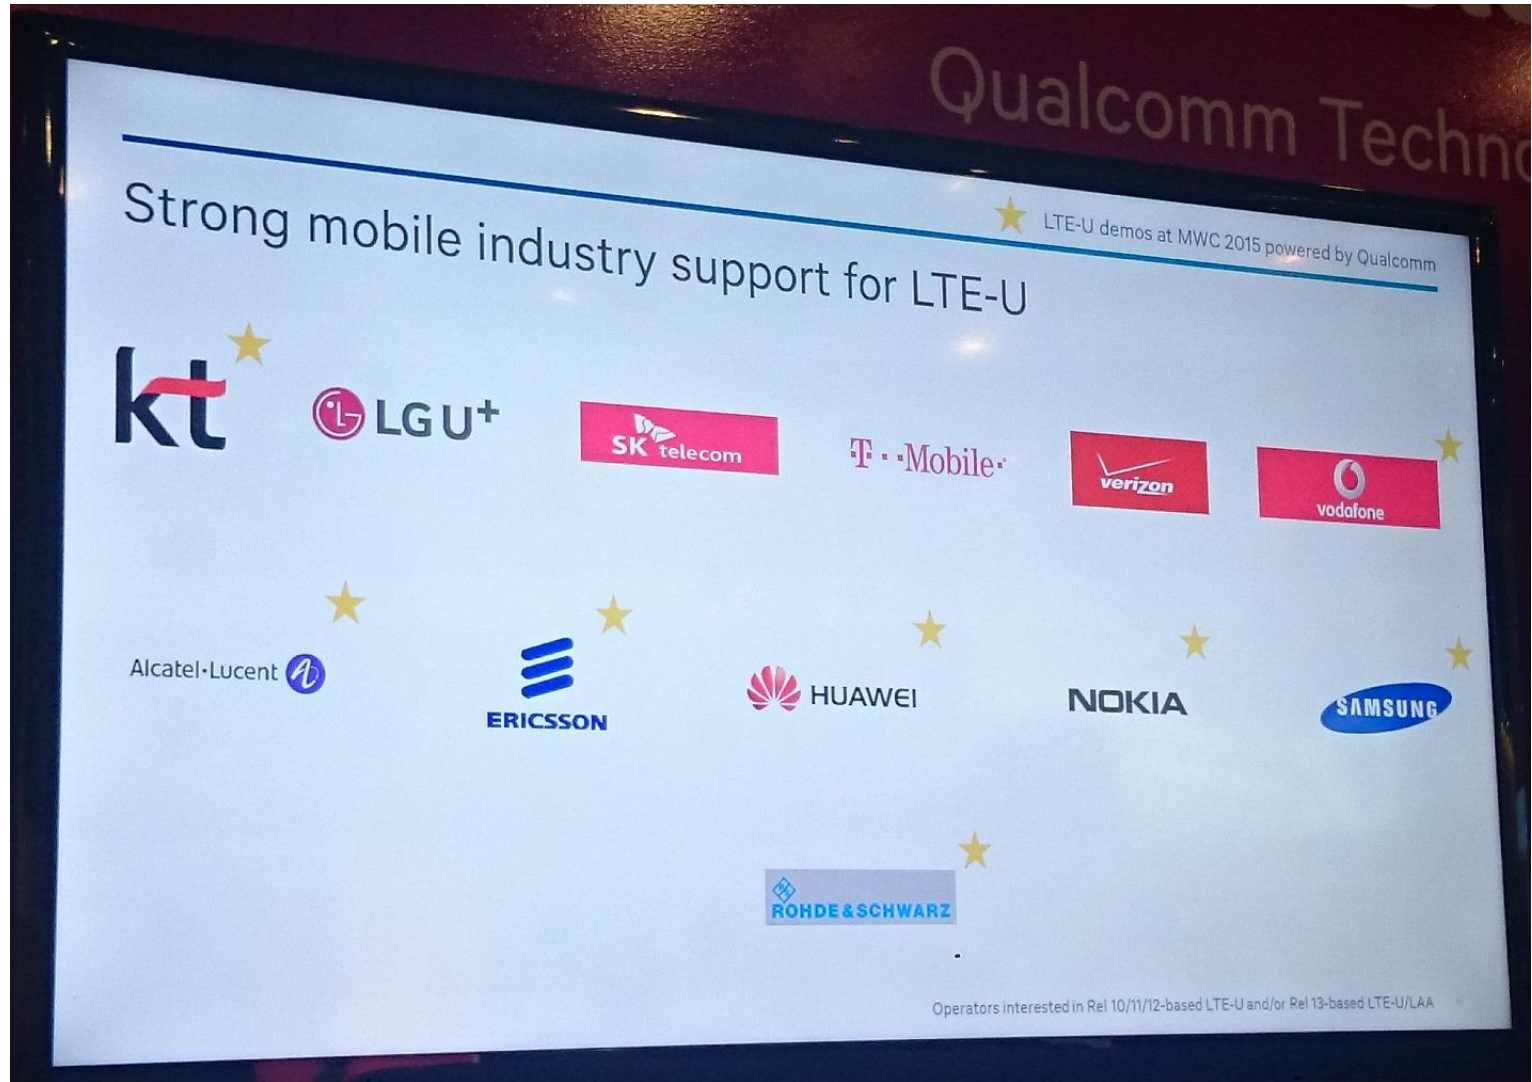 Qualcomm
LTE-U demos at MWC 2015 powered by Qualcomm
Strong mobile industry support for LTE-U
kt
LG LG U+
SK telecom
T··Mobile·
verizon
vodafone
Alcatel·Lucent
ERICSSON
HUAWEI
NOKIA
SAMSUNG
ROHDE & SCHWARZ
Operators interested in Rel 10/11/12-based LTE-U and/or Rel 13-based LTE-U/LAA